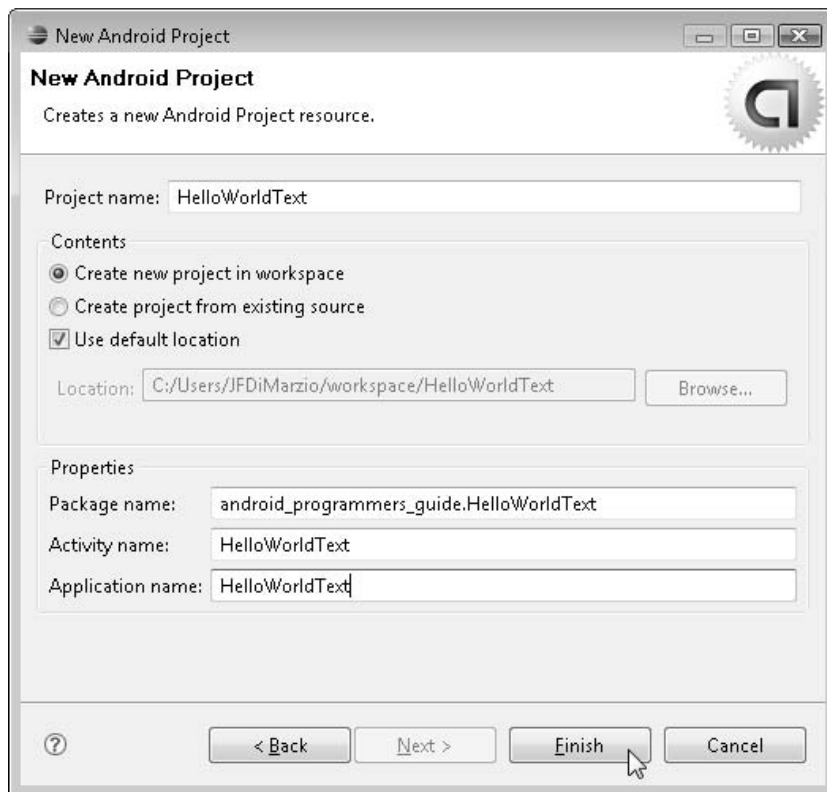 New Android Project
New Android Project
Creates a new Android Project resource.
Project name: HelloWorldText
Contents
Create new project in workspace
Create project from existing source
Use default location
Location: C:/Users/JFDiMarzio/workspace/HelloWorldText Browse...
Properties
Package name: android_programmers_guide.HelloWorldText
Activity name: HelloWorldText
Application name: HelloWorldText
? < Back Next > Finish Cancel